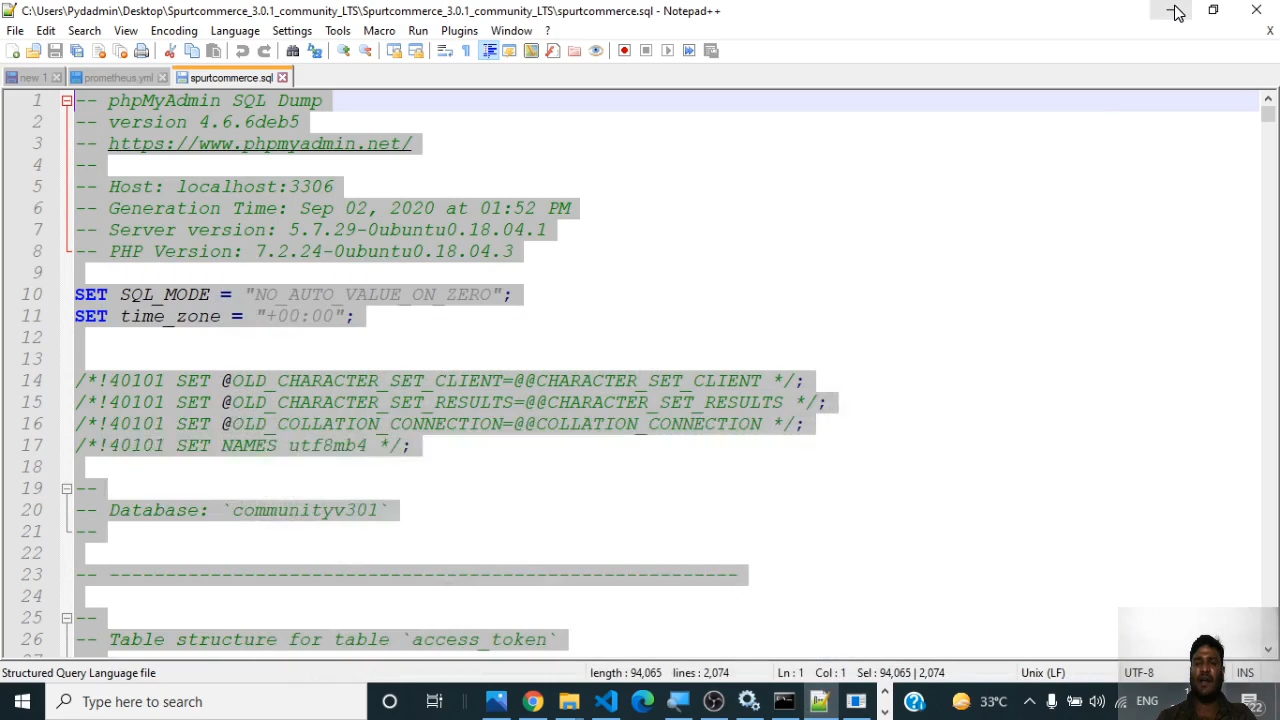 C:\Users\Pydadmin\Desktop\Spurtcommerce_3.0.1_community_LTS\Spurtcommerce_3.0.1_community_LTS\spurtcommerce.sql - Notepad++
File Edit Search View Encoding Language Settings Tools Macro Run Plugins Window ? X
new 1 prometheus.yml spurtcommerce.sql
1 -- phpMyAdmin SQL Dump
2 -- version 4.6.6deb5
3 -- https://www.phpmyadmin.net/
4 --
5 -- Host: localhost:3306
6 -- Generation Time: Sep 02, 2020 at 01:52 PM
7 -- Server version: 5.7.29-0ubuntu0.18.04.1
8 -- PHP Version: 7.2.24-0ubuntu0.18.04.3
9
10 SET SQL_MODE = "NO_AUTO_VALUE_ON_ZERO";
11 SET time_zone = "+00:00";
12
13
14 /*!40101 SET @OLD_CHARACTER_SET_CLIENT=@@CHARACTER_SET_CLIENT */;
15 /*!40101 SET @OLD_CHARACTER_SET_RESULTS=@@CHARACTER_SET_RESULTS */;
16 /*!40101 SET @OLD_COLLATION_CONNECTION=@@COLLATION_CONNECTION */;
17 /*!40101 SET NAMES utf8mb4 */;
18
19 --
20 -- Database: `communityv301`
21 --
22
23 -- --------------------------------------------------------
24
25 --
26 -- Table structure for table `access_token`
Structured Query Language file length : 94,065 lines : 2,074 Ln : 1 Col : 1 Sel : 94,065 | 2,074 Unix (LF) UTF-8 INS
Type here to search 33°C ENG 22